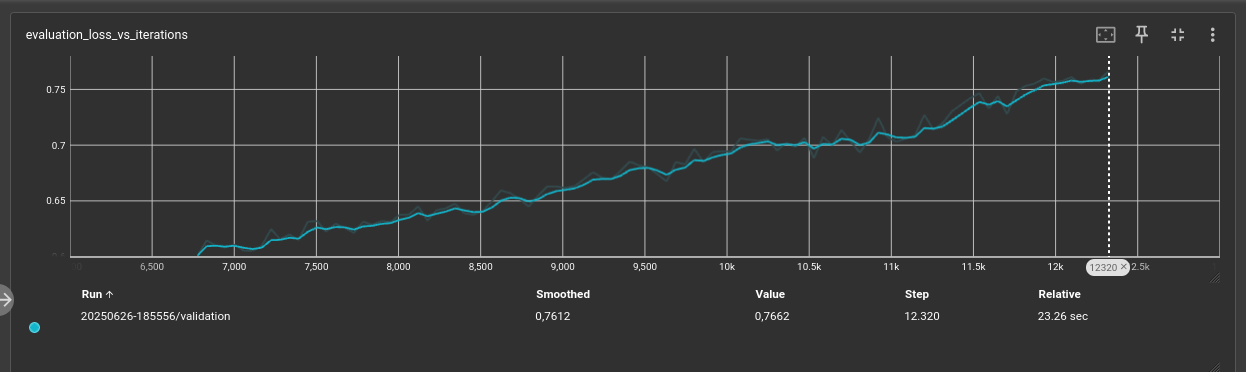 evaluation_loss_vs_iterations
0.75
0.7
0.65
6,500 7,000 7,500 8,000 8,500 9,000 9,500 10k 10.5k 11k 11.5k 12k 12320 × 2.5k
Run ↑ Smoothed Value Step Relative
20250626-185556/validation 0,7612 0,7662 12.320 23.26 sec